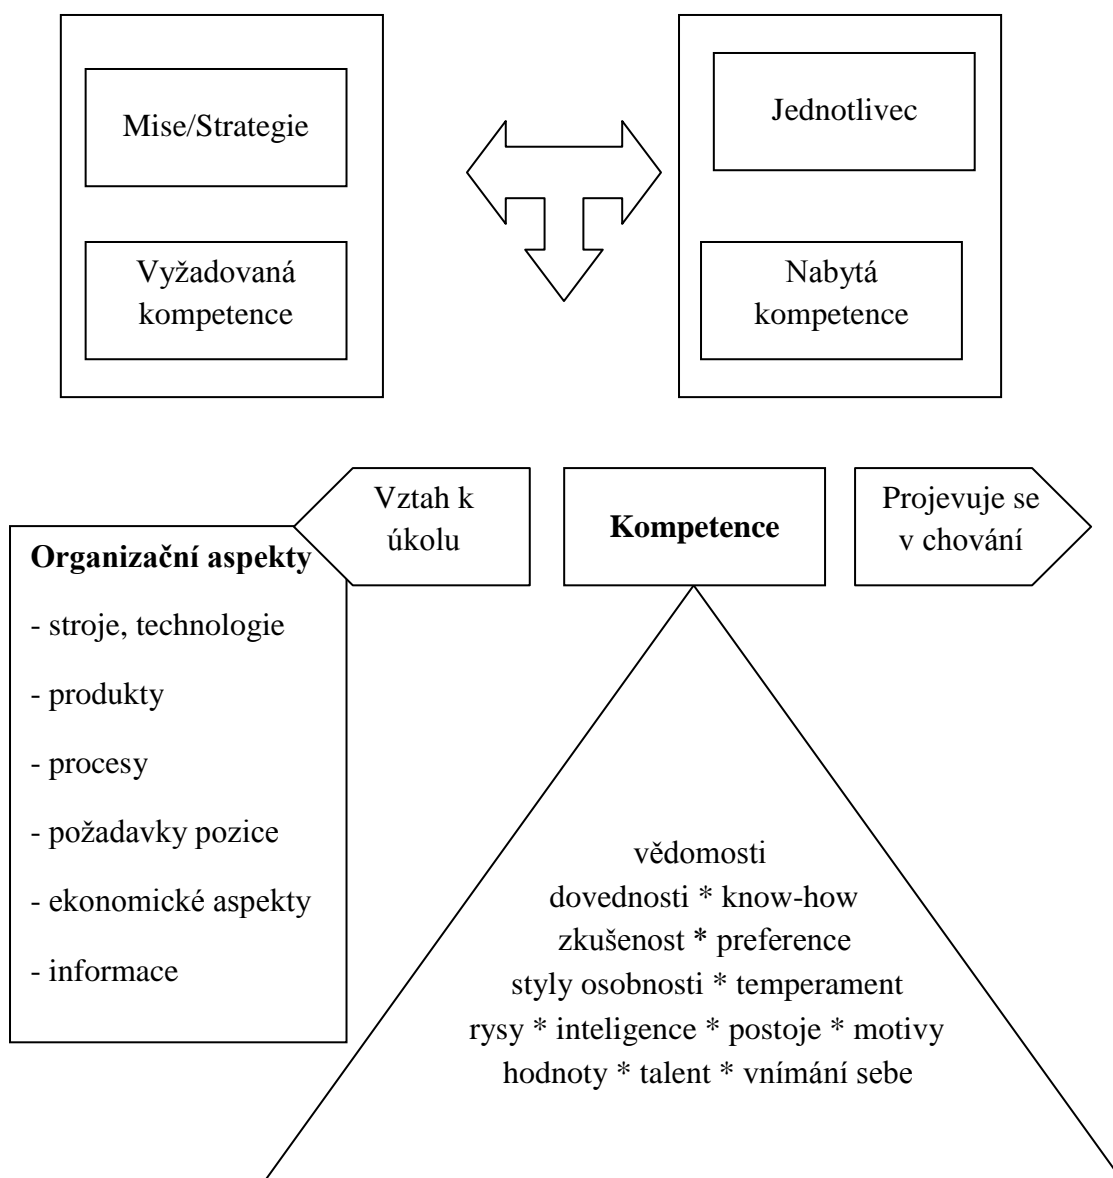 Mise/Strategie
Vyžadovaná
kompetence
Jednotlivec
Nabytá
kompetence
Vztah k
úkolu
Kompetence
Projevuje se
v chování
Organizační aspekty
- stroje, technologie
- produkty
- procesy
- požadavky pozice
- ekonomické aspekty
- informace
vědomosti
dovednosti * know-how
zkušenost * preference
styly osobnosti * temperament
rysy * inteligence * postoje * motivy
hodnoty * talent * vnímání sebe